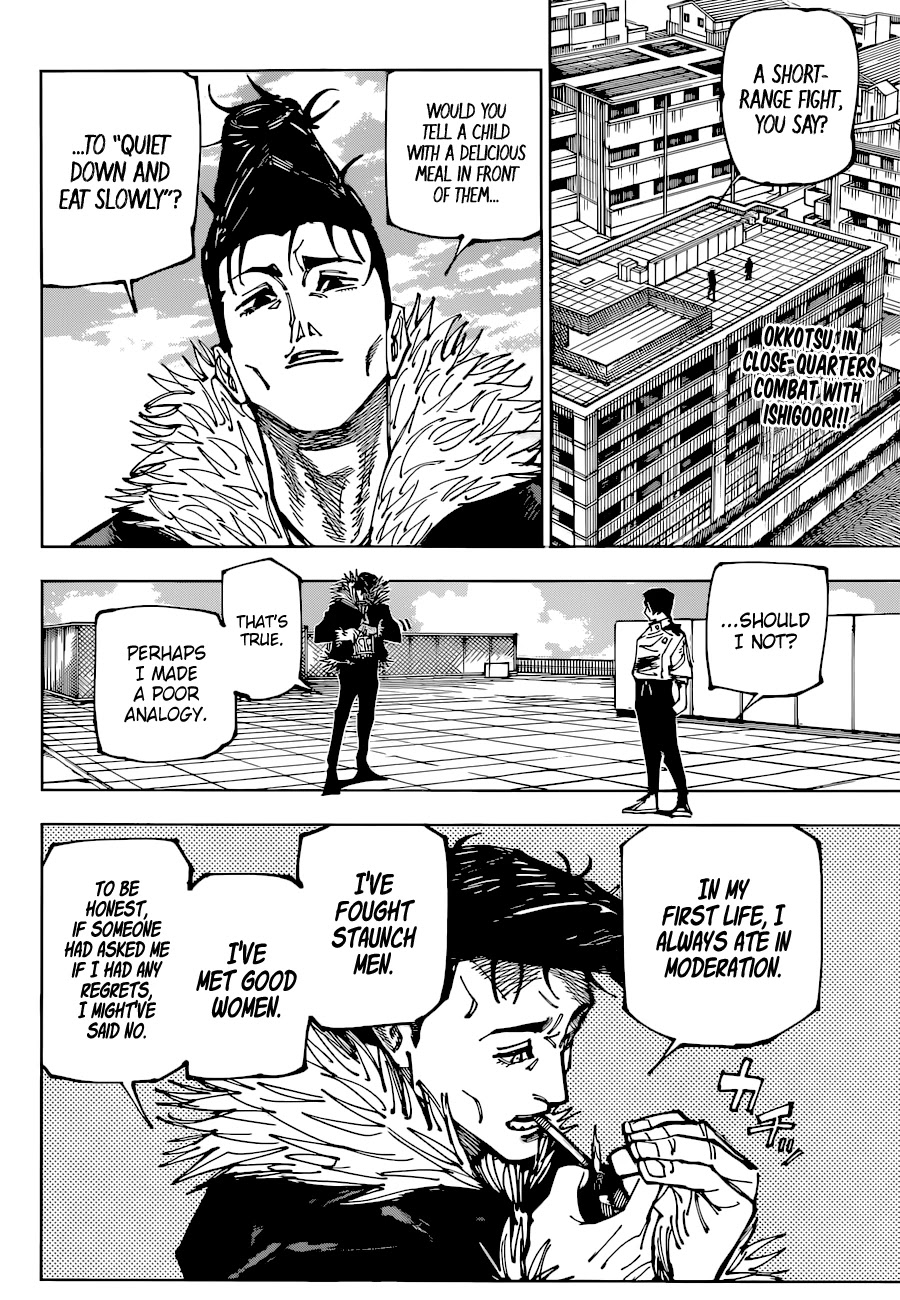 A SHORT-
RANGE FIGHT,
YOU SAY?
OKKOTSU, IN
CLOSE-QUARTERS
COMBAT WITH
ISHIGOORI!!!
WOULD YOU
TELL A CHILD
WITH A DELICIOUS
MEAL IN FRONT
OF THEM...
...TO "QUIET
DOWN AND
EAT SLOWLY"?
...SHOULD
I NOT?
THAT'S
TRUE.
PERHAPS
I MADE
A POOR
ANALOGY.
IN MY
FIRST LIFE, I
ALWAYS ATE IN
MODERATION.
I'VE
FOUGHT
STAUNCH
MEN.
I'VE
MET GOOD
WOMEN.
TO BE
HONEST,
IF SOMEONE
HAD ASKED ME
IF I HAD ANY
REGRETS,
I MIGHT'VE
SAID NO.
カチッ